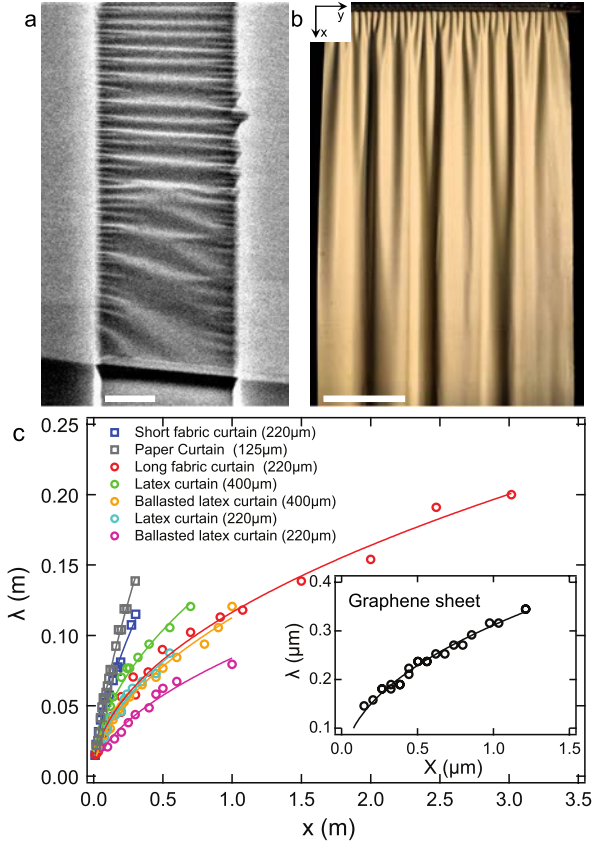 a
b
y
x
c
0.25
0.20
0.15
0.10
0.05
0.00
λ (m)
Short fabric curtain (220μm)
Paper Curtain (125μm)
Long fabric curtain (220μm)
Latex curtain (400μm)
Ballasted latex curtain (400μm)
Latex curtain (220μm)
Ballasted latex curtain (220μm)
Graphene sheet
0.4
0.3
0.2
0.1
λ (μm)
0.0 0.5 1.0 1.5
X (μm)
0.0 0.5 1.0 1.5 2.0 2.5 3.0 3.5
x (m)